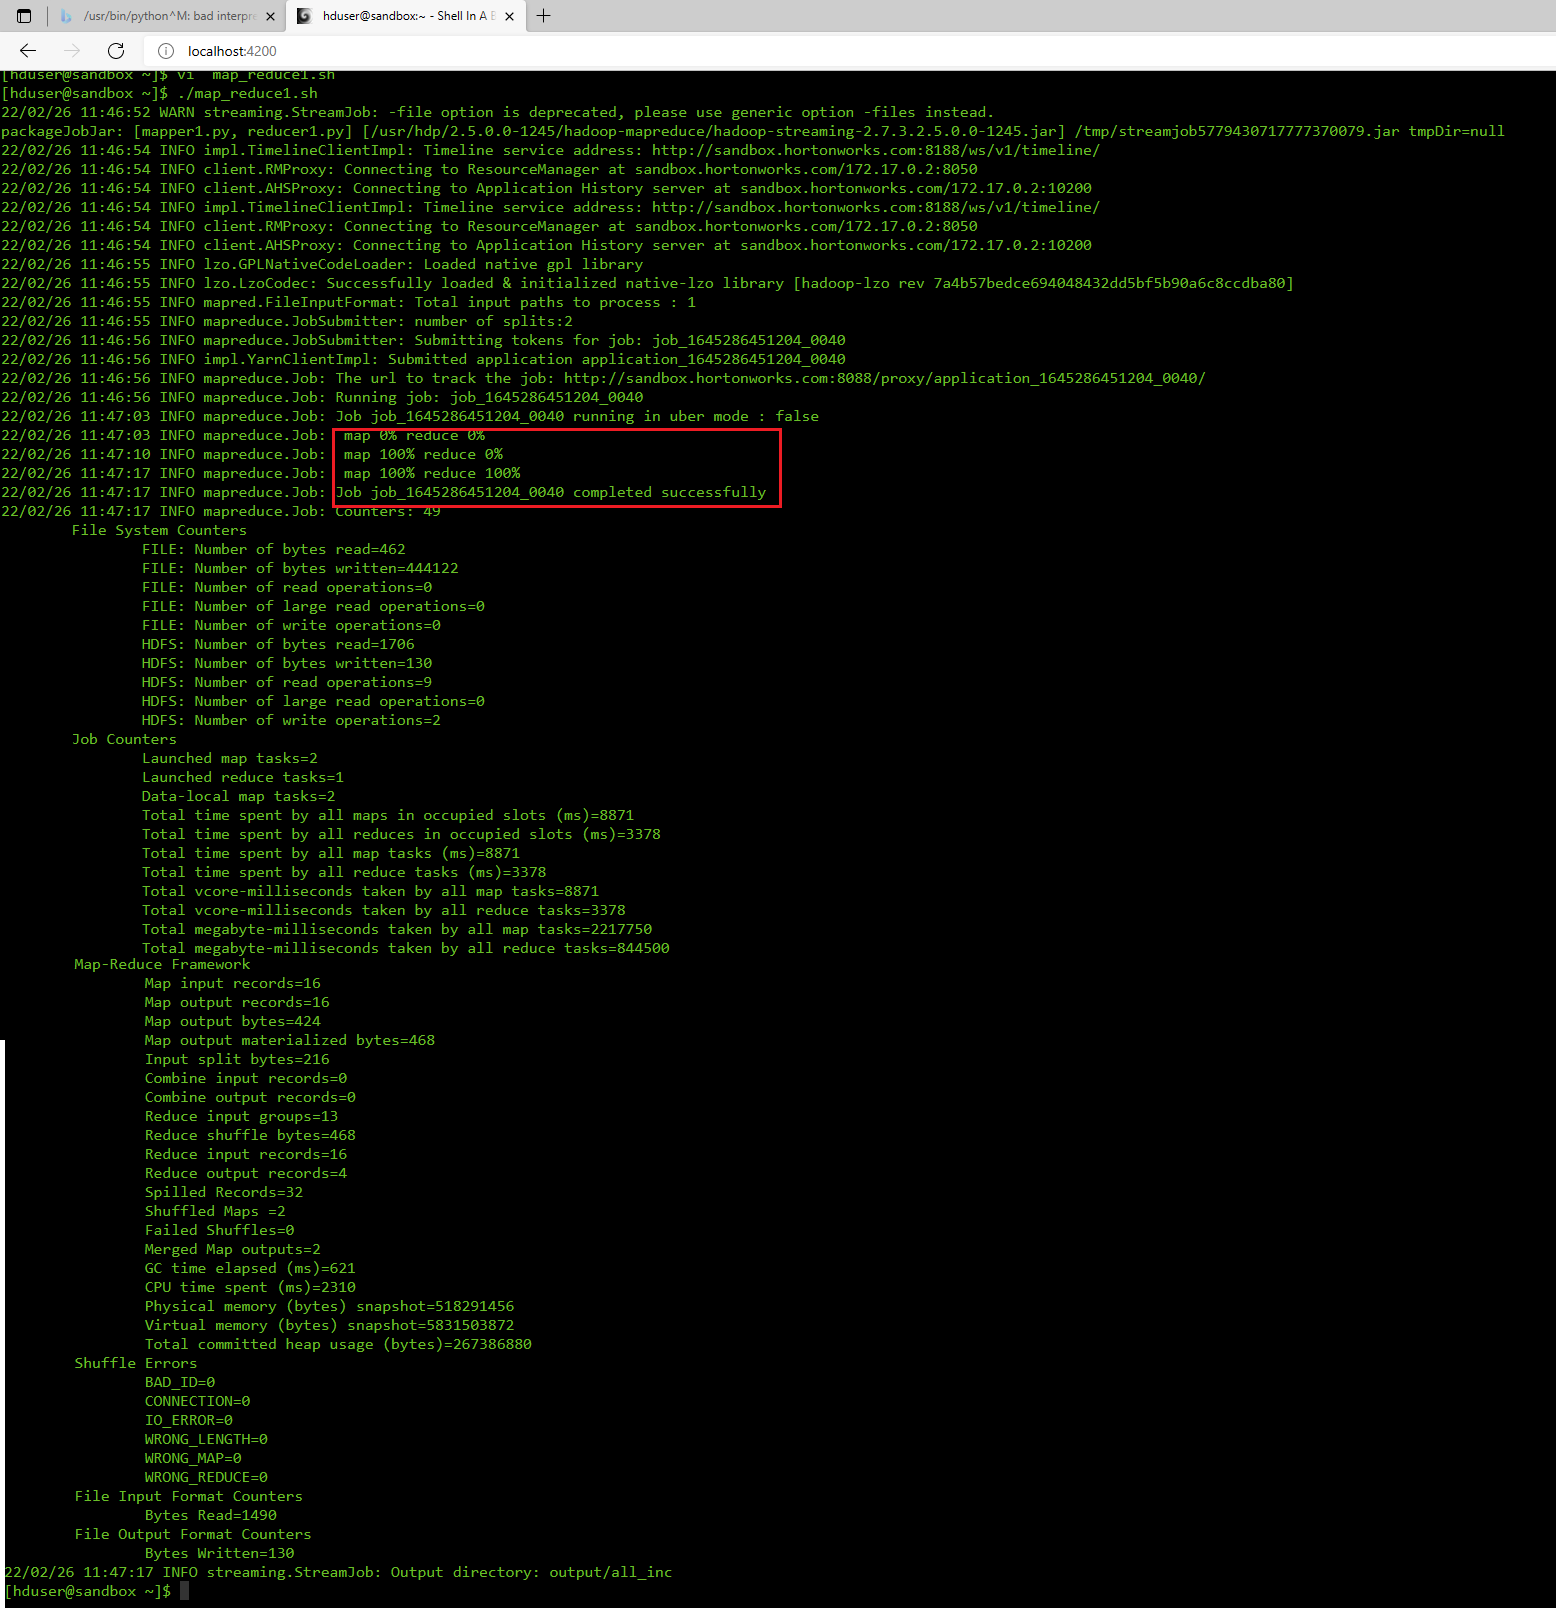 /usr/bin/python^M: bad interpre
hduser@sandbox:~ - Shell In A B
localhost:4200
[hduser@sandbox ~]$ vi  map_reduce1.sh
[hduser@sandbox ~]$ ./map_reduce1.sh
22/02/26 11:46:52 WARN streaming.StreamJob: -file option is deprecated, please use generic option -files instead.
packageJobJar: [mapper1.py, reducer1.py] [/usr/hdp/2.5.0.0-1245/hadoop-mapreduce/hadoop-streaming-2.7.3.2.5.0.0-1245.jar] /tmp/streamjob5779430717777370079.jar tmpDir=null
22/02/26 11:46:54 INFO impl.TimelineClientImpl: Timeline service address: http://sandbox.hortonworks.com:8188/ws/v1/timeline/
22/02/26 11:46:54 INFO client.RMProxy: Connecting to ResourceManager at sandbox.hortonworks.com/172.17.0.2:8050
22/02/26 11:46:54 INFO client.AHSProxy: Connecting to Application History server at sandbox.hortonworks.com/172.17.0.2:10200
22/02/26 11:46:54 INFO impl.TimelineClientImpl: Timeline service address: http://sandbox.hortonworks.com:8188/ws/v1/timeline/
22/02/26 11:46:54 INFO client.RMProxy: Connecting to ResourceManager at sandbox.hortonworks.com/172.17.0.2:8050
22/02/26 11:46:54 INFO client.AHSProxy: Connecting to Application History server at sandbox.hortonworks.com/172.17.0.2:10200
22/02/26 11:46:55 INFO lzo.GPLNativeCodeLoader: Loaded native gpl library
22/02/26 11:46:55 INFO lzo.LzoCodec: Successfully loaded & initialized native-lzo library [hadoop-lzo rev 7a4b57bedce694048432dd5bf5b90a6c8ccdba80]
22/02/26 11:46:55 INFO mapred.FileInputFormat: Total input paths to process : 1
22/02/26 11:46:55 INFO mapreduce.JobSubmitter: number of splits:2
22/02/26 11:46:56 INFO mapreduce.JobSubmitter: Submitting tokens for job: job_1645286451204_0040
22/02/26 11:46:56 INFO impl.YarnClientImpl: Submitted application application_1645286451204_0040
22/02/26 11:46:56 INFO mapreduce.Job: The url to track the job: http://sandbox.hortonworks.com:8088/proxy/application_1645286451204_0040/
22/02/26 11:46:56 INFO mapreduce.Job: Running job: job_1645286451204_0040
22/02/26 11:47:03 INFO mapreduce.Job: Job job_1645286451204_0040 running in uber mode : false
22/02/26 11:47:03 INFO mapreduce.Job:  map 0% reduce 0%
22/02/26 11:47:10 INFO mapreduce.Job:  map 100% reduce 0%
22/02/26 11:47:17 INFO mapreduce.Job:  map 100% reduce 100%
22/02/26 11:47:17 INFO mapreduce.Job: Job job_1645286451204_0040 completed successfully
22/02/26 11:47:17 INFO mapreduce.Job: Counters: 49
File System Counters
FILE: Number of bytes read=462
FILE: Number of bytes written=444122
FILE: Number of read operations=0
FILE: Number of large read operations=0
FILE: Number of write operations=0
HDFS: Number of bytes read=1706
HDFS: Number of bytes written=130
HDFS: Number of read operations=9
HDFS: Number of large read operations=0
HDFS: Number of write operations=2
Job Counters
Launched map tasks=2
Launched reduce tasks=1
Data-local map tasks=2
Total time spent by all maps in occupied slots (ms)=8871
Total time spent by all reduces in occupied slots (ms)=3378
Total time spent by all map tasks (ms)=8871
Total time spent by all reduce tasks (ms)=3378
Total vcore-milliseconds taken by all map tasks=8871
Total vcore-milliseconds taken by all reduce tasks=3378
Total megabyte-milliseconds taken by all map tasks=2217750
Total megabyte-milliseconds taken by all reduce tasks=844500
Map-Reduce Framework
Map input records=16
Map output records=16
Map output bytes=424
Map output materialized bytes=468
Input split bytes=216
Combine input records=0
Combine output records=0
Reduce input groups=13
Reduce shuffle bytes=468
Reduce input records=16
Reduce output records=4
Spilled Records=32
Shuffled Maps =2
Failed Shuffles=0
Merged Map outputs=2
GC time elapsed (ms)=621
CPU time spent (ms)=2310
Physical memory (bytes) snapshot=518291456
Virtual memory (bytes) snapshot=5831503872
Total committed heap usage (bytes)=267386880
Shuffle Errors
BAD_ID=0
CONNECTION=0
IO_ERROR=0
WRONG_LENGTH=0
WRONG_MAP=0
WRONG_REDUCE=0
File Input Format Counters
Bytes Read=1490
File Output Format Counters
Bytes Written=130
22/02/26 11:47:17 INFO streaming.StreamJob: Output directory: output/all_inc
[hduser@sandbox ~]$